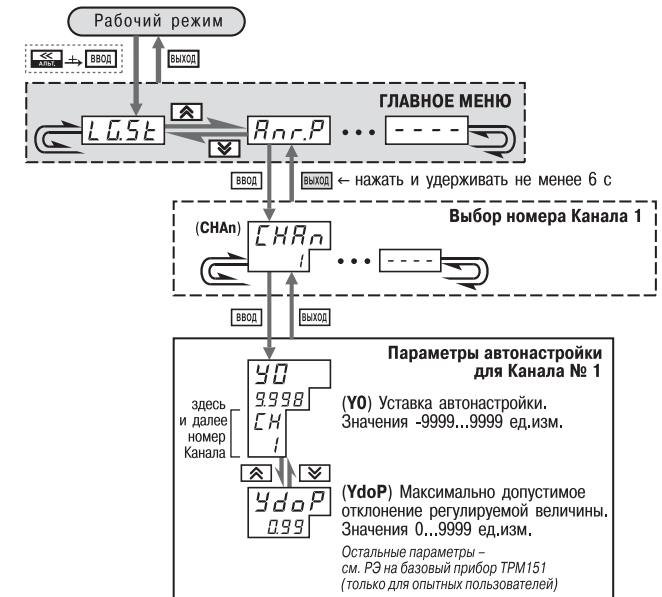 Рабочий режим
<<
АЛЬТ.
ВВОД
ВЫХОД
ГЛАВНОЕ МЕНЮ
LG.St
Anr.P
- - - -
ВВОД
ВЫХОД ← нажать и удерживать не менее 6 с
Выбор номера Канала 1
(CHAn)
CHAn
1
- - - -
ВВОД
ВЫХОД
Параметры автонастройки
для Канала № 1
Y0
9.998
CH
1
здесь
и далее
номер
Канала
(Y0) Уставка автонастройки.
Значения -9999...9999 ед.изм.
YdoP
0.99
(YdoP) Максимально допустимое
отклонение регулируемой величины.
Значения 0...9999 ед.изм.
Остальные параметры –
см. РЭ на базовый прибор ТРМ151
(только для опытных пользователей)